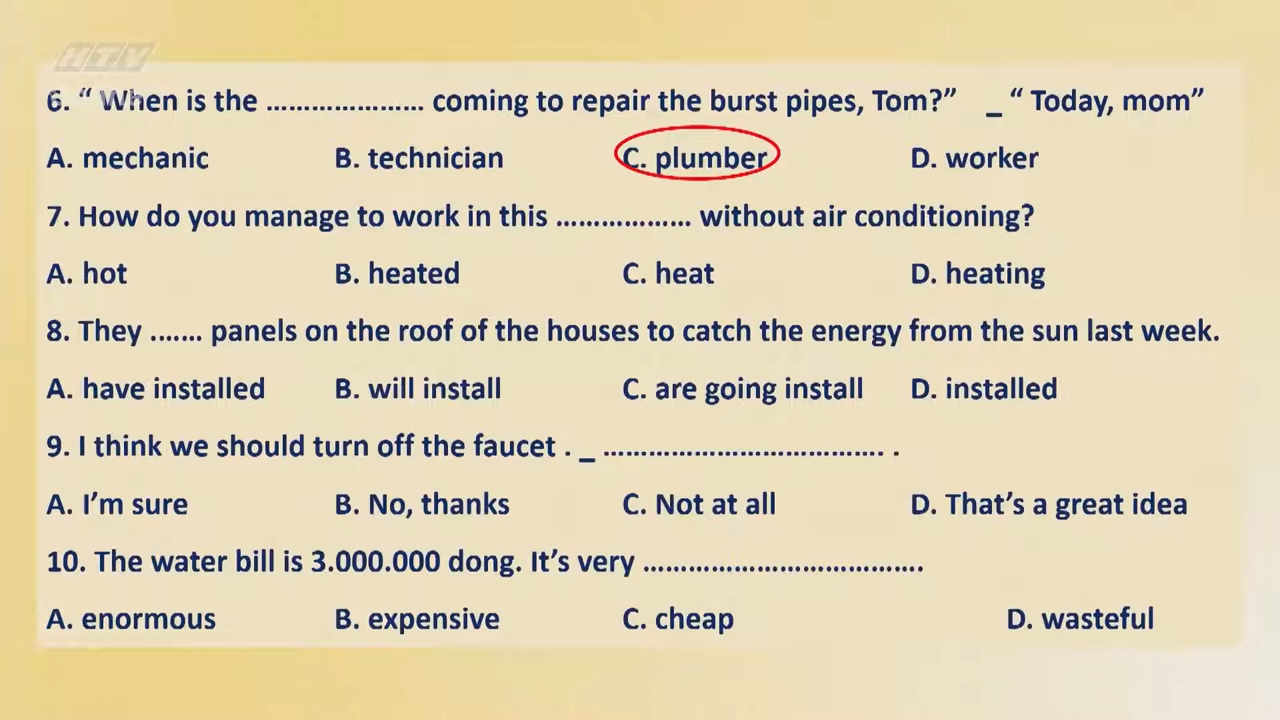 HTV
6. “ When is the ………………… coming to repair the burst pipes, Tom?” _ “ Today, mom”
A. mechanic B. technician C. plumber D. worker
7. How do you manage to work in this ……………… without air conditioning?
A. hot B. heated C. heat D. heating
8. They ....... panels on the roof of the houses to catch the energy from the sun last week.
A. have installed B. will install C. are going install D. installed
9. I think we should turn off the faucet . _ ………………………………. .
A. I’m sure B. No, thanks C. Not at all D. That’s a great idea
10. The water bill is 3.000.000 dong. It’s very ……………………………….
A. enormous B. expensive C. cheap D. wasteful